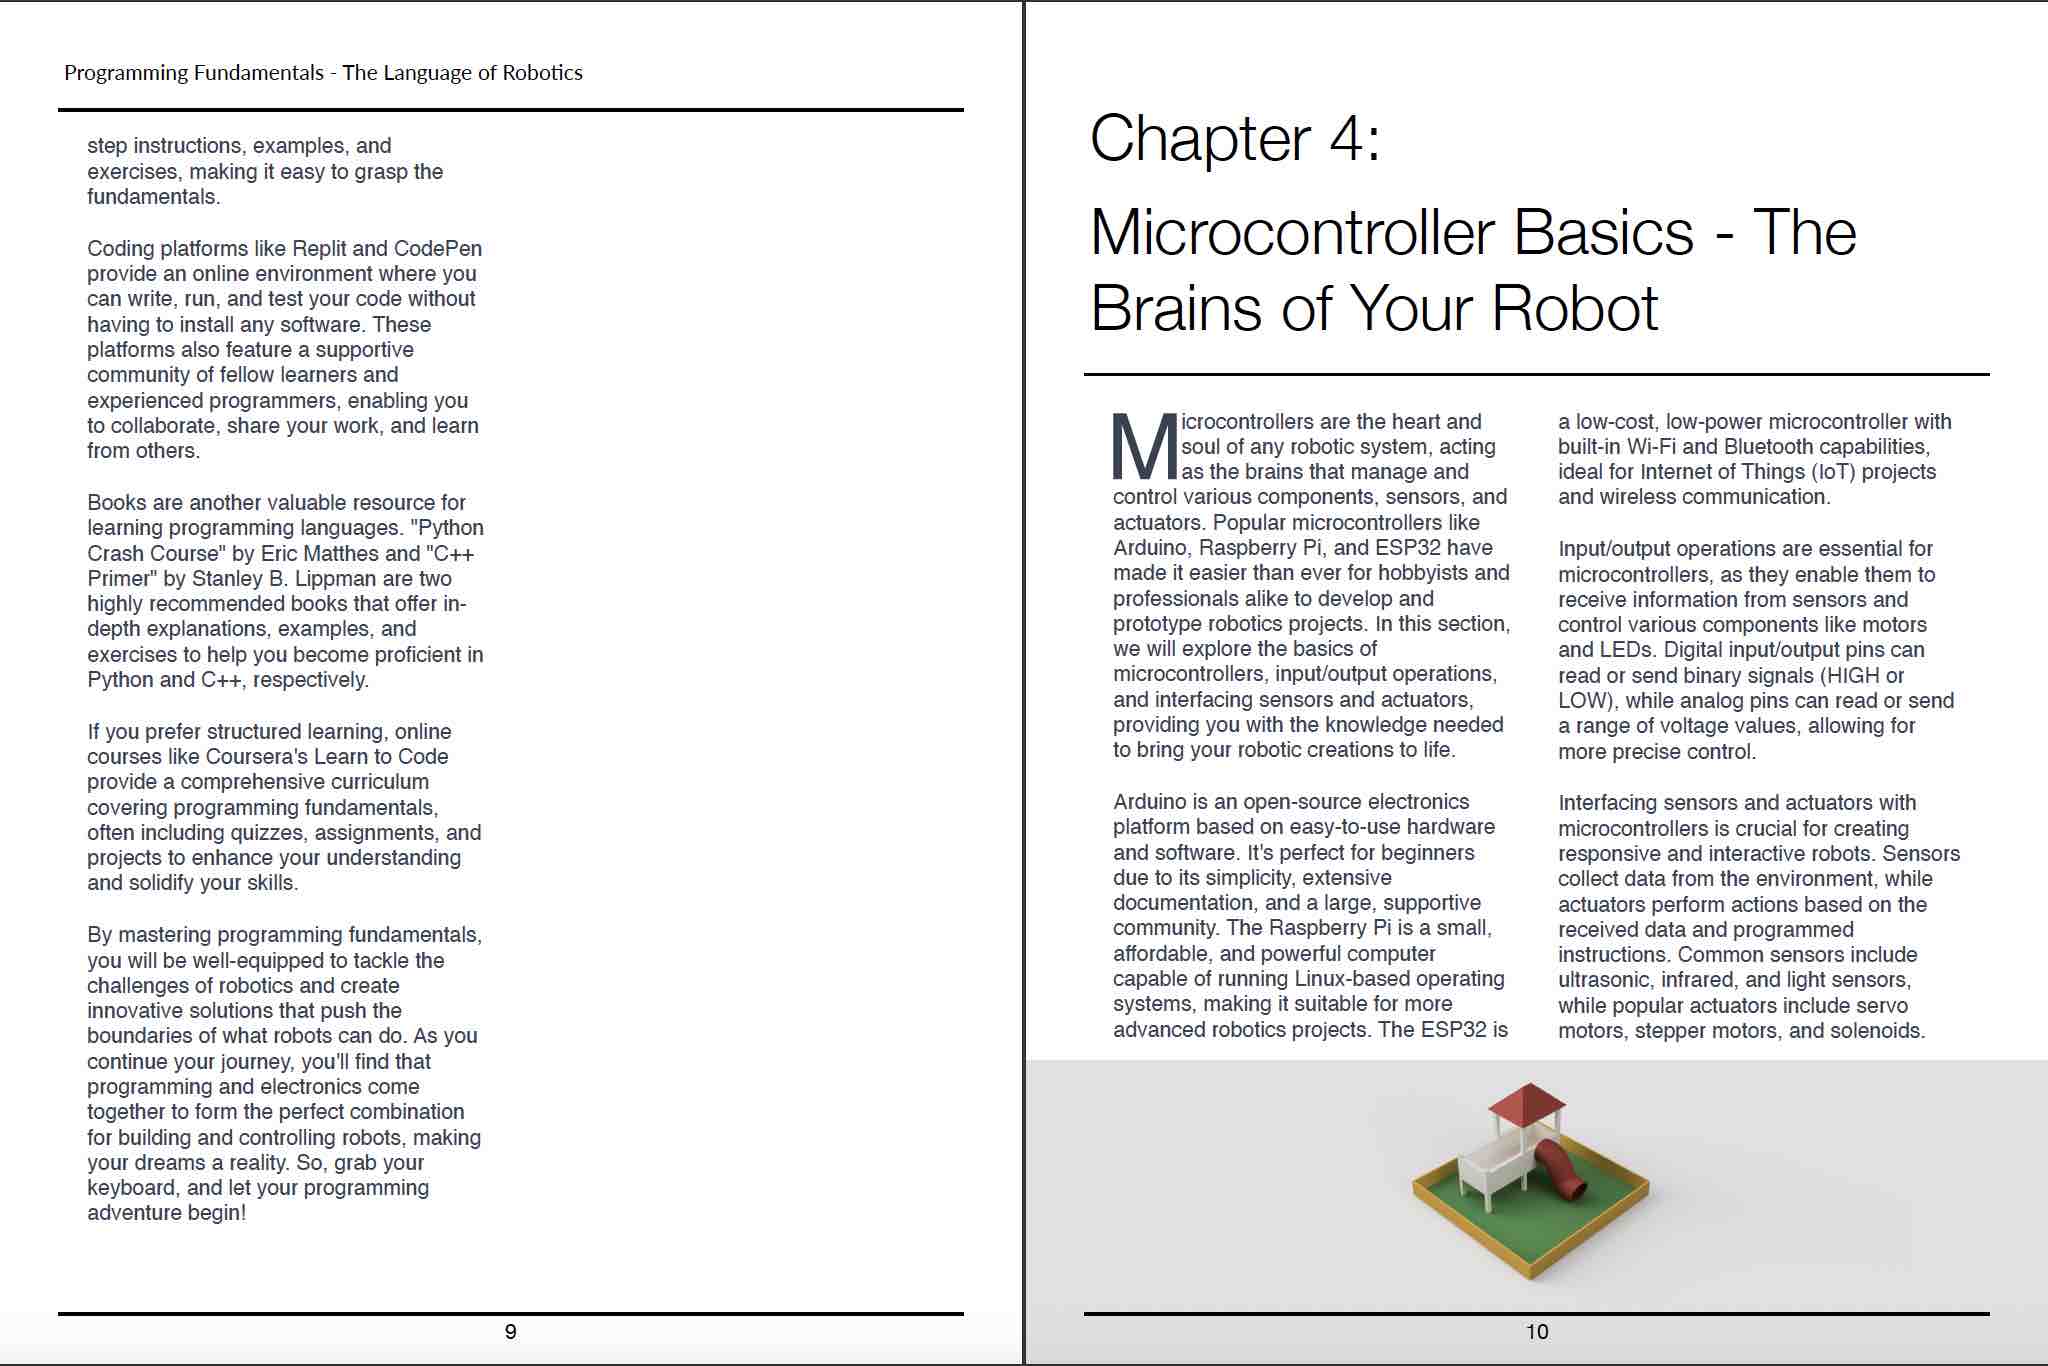 Programming Fundamentals - The Language of Robotics
step instructions, examples, and
exercises, making it easy to grasp the
fundamentals.
Coding platforms like Replit and CodePen
provide an online environment where you
can write, run, and test your code without
having to install any software. These
platforms also feature a supportive
community of fellow learners and
experienced programmers, enabling you
to collaborate, share your work, and learn
from others.
Books are another valuable resource for
learning programming languages. "Python
Crash Course" by Eric Matthes and "C++
Primer" by Stanley B. Lippman are two
highly recommended books that offer in-
depth explanations, examples, and
exercises to help you become proficient in
Python and C++, respectively.
If you prefer structured learning, online
courses like Coursera's Learn to Code
provide a comprehensive curriculum
covering programming fundamentals,
often including quizzes, assignments, and
projects to enhance your understanding
and solidify your skills.
By mastering programming fundamentals,
you will be well-equipped to tackle the
challenges of robotics and create
innovative solutions that push the
boundaries of what robots can do. As you
continue your journey, you'll find that
programming and electronics come
together to form the perfect combination
for building and controlling robots, making
your dreams a reality. So, grab your
keyboard, and let your programming
adventure begin!
9
Chapter 4:
Microcontroller Basics - The
Brains of Your Robot
Microcontrollers are the heart and
soul of any robotic system, acting
as the brains that manage and
control various components, sensors, and
actuators. Popular microcontrollers like
Arduino, Raspberry Pi, and ESP32 have
made it easier than ever for hobbyists and
professionals alike to develop and
prototype robotics projects. In this section,
we will explore the basics of
microcontrollers, input/output operations,
and interfacing sensors and actuators,
providing you with the knowledge needed
to bring your robotic creations to life.
Arduino is an open-source electronics
platform based on easy-to-use hardware
and software. It's perfect for beginners
due to its simplicity, extensive
documentation, and a large, supportive
community. The Raspberry Pi is a small,
affordable, and powerful computer
capable of running Linux-based operating
systems, making it suitable for more
advanced robotics projects. The ESP32 is
a low-cost, low-power microcontroller with
built-in Wi-Fi and Bluetooth capabilities,
ideal for Internet of Things (IoT) projects
and wireless communication.
Input/output operations are essential for
microcontrollers, as they enable them to
receive information from sensors and
control various components like motors
and LEDs. Digital input/output pins can
read or send binary signals (HIGH or
LOW), while analog pins can read or send
a range of voltage values, allowing for
more precise control.
Interfacing sensors and actuators with
microcontrollers is crucial for creating
responsive and interactive robots. Sensors
collect data from the environment, while
actuators perform actions based on the
received data and programmed
instructions. Common sensors include
ultrasonic, infrared, and light sensors,
while popular actuators include servo
motors, stepper motors, and solenoids.
10